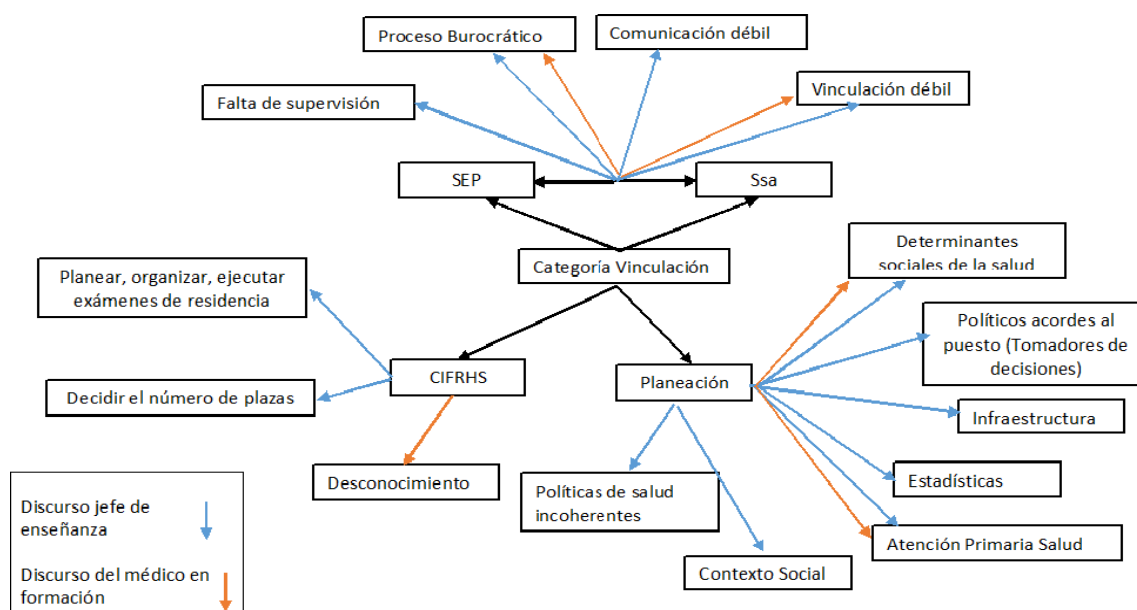 Proceso Burocrático
Comunicación débil
Falta de supervisión
Vinculación débil
SEP
Ssa
Categoría Vinculación
Determinantes
sociales de la salud
Planear, organizar, ejecutar
exámenes de residencia
Políticos acordes al
puesto (Tomadores de
decisiones)
CIFRHS
Planeación
Decidir el número de plazas
Infraestructura
Desconocimiento
Políticas de salud
incoherentes
Estadísticas
Atención Primaria Salud
Contexto Social
Discurso jefe de
enseñanza
Discurso del médico en
formación